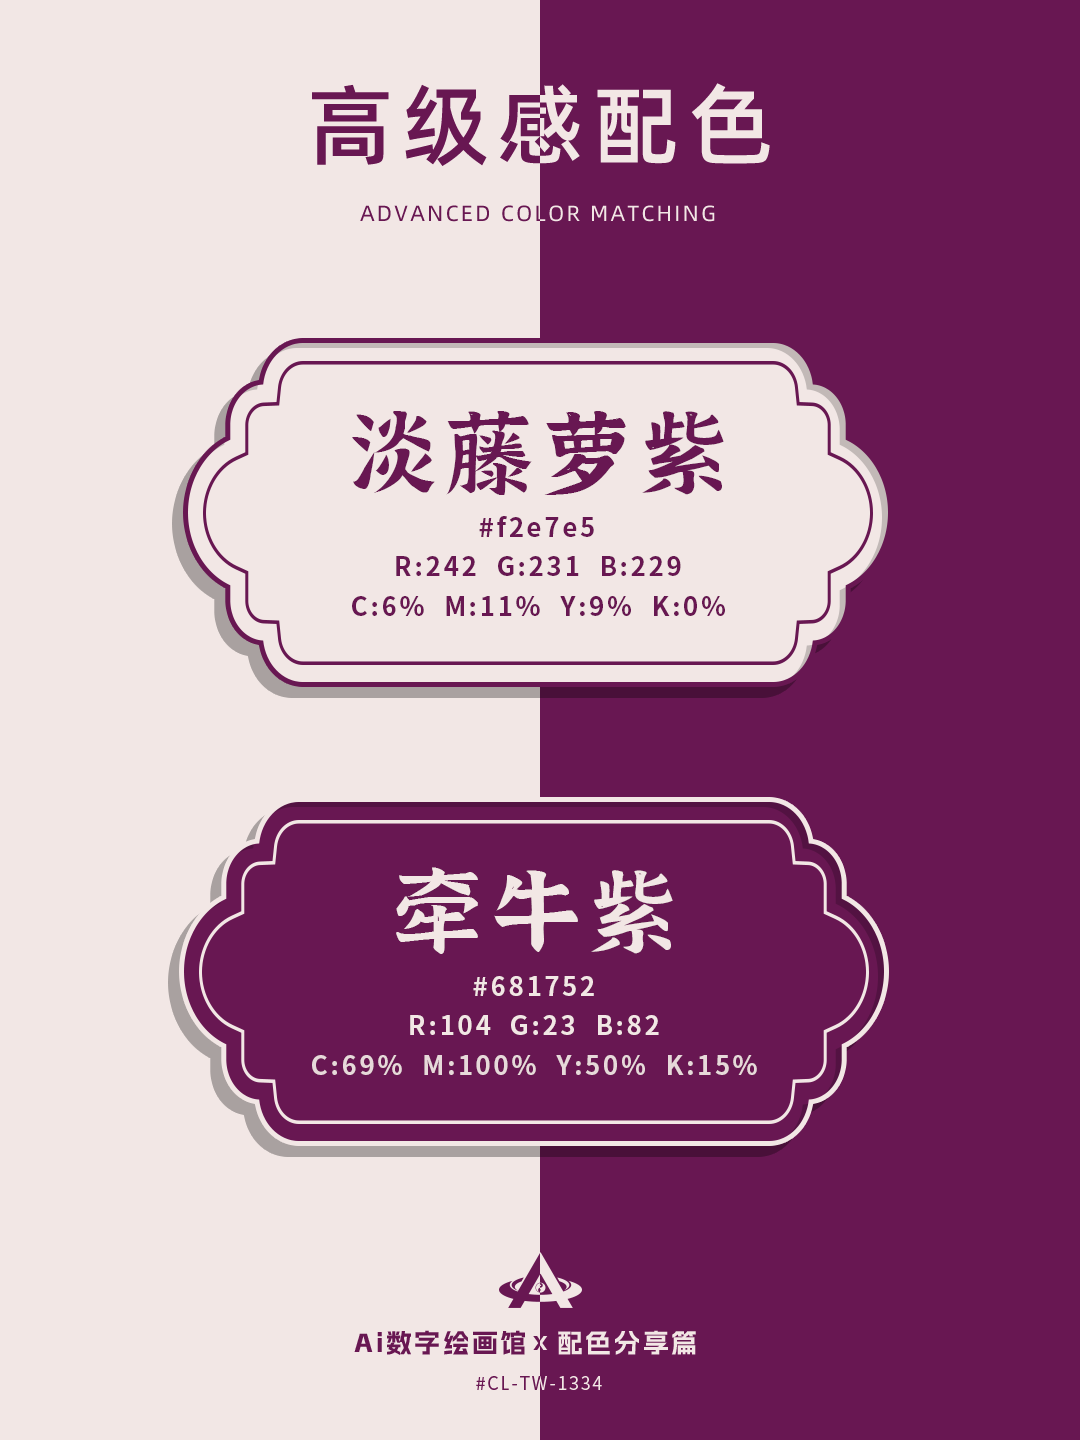 高级感配色
ADVANCED COLOR MATCHING
淡藤萝紫
#f2e7e5
R:242 G:231 B:229
C:6% M:11% Y:9% K:0%
牵牛紫
#681752
R:104 G:23 B:82
C:69% M:100% Y:50% K:15%
Ai数字绘画馆 x 配色分享篇
#CL-TW-1334